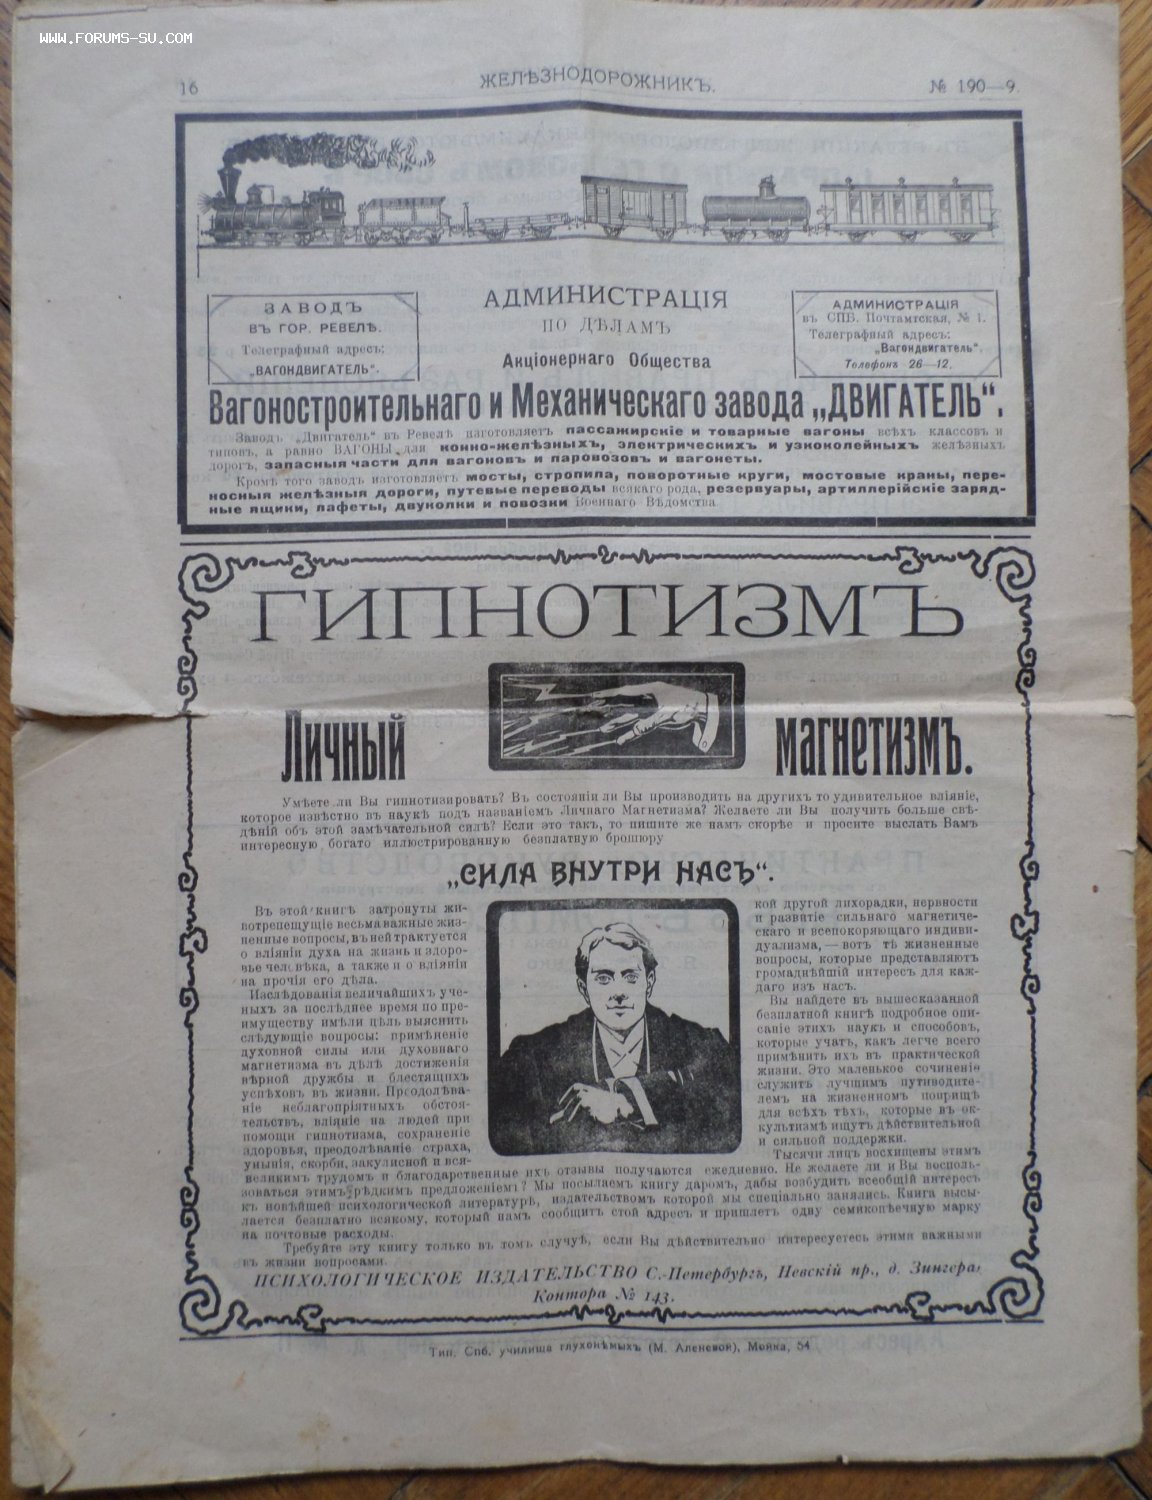 WWW.FORUMS-SU.COM
16
ЖЕЛѢЗНОДОРОЖНИКЪ.
№ 190—9.
ЗАВОДЪ
ВЪ ГОР. РЕВЕЛѢ.
Телеграфный адресъ:
„ВАГОНДВИГАТЕЛЬ“.
АДМИНИСТРАЦІЯ
ПО ДѢЛАМЪ
Акціонернаго Общества
АДМИНИСТРАЦІЯ
въ СПБ. Почтамтская, № 1.
Телеграфный адресъ:
„Вагондвигатель“.
Телефонъ 26—12.
Вагоностроительнаго и Механическаго завода „ДВИГАТЕЛЬ“.
Заводъ „Двигатель“ въ Ревелѣ изготовляетъ пассажирскіе и товарные вагоны всѣхъ классовъ и
типовъ, а равно ВАГОНЫ для конно-желѣзныхъ, электрическихъ и узкоколейныхъ желѣзныхъ
дорогъ, запасныя части для вагоновъ и паровозовъ и вагонеты.
Кромѣ того заводъ изготовляетъ мосты, стропила, поворотные круги, мостовые краны, пере-
носныя желѣзныя дороги, путевые переводы всякаго рода, резервуары, артиллерійскіе заряд-
ные ящики, лафеты, двуколки и повозки Военнаго Вѣдомства
ГИПНОТИЗМЪ
Личный магнетизмъ.
Умѣете ли Вы гипнотизировать? Въ состояніи ли Вы производить на другихъ то удивительное вліяніе,
которое извѣстно въ наукѣ подъ названіемъ Личнаго Магнетизма? Желаете ли Вы получить больше свѣ-
дѣній объ этой замѣчательной силѣ? Если это такъ, то пишите же намъ скорѣе и просите выслать Вамъ
интересную богато иллюстрированную безплатную брошюру
„СИЛА ВНУТРИ НАСЪ“.
Въ этой книгѣ затронуты жи-
вотрепещущіе весьма важные жиз-
ненные вопросы, въ ней трактуется
о вліяніи духа на жизнь и здоро-
вье человѣка, а также и о вліяніи
на прочія его дѣла.
Изслѣдованія величайшихъ уче-
ныхъ за послѣднее время по пре-
имуществу имѣли цѣль выяснить
слѣдующіе вопросы: примѣненіе
духовной силы или духовнаго
магнетизма въ дѣлѣ достиженія
вѣрной дружбы и блестящихъ
успѣховъ въ жизни. Преодолѣва-
ніе неблагопріятныхъ обстоя-
тельствъ, вліяніе на людей при
помощи гипнотизма, сохраненіе
здоровья, преодолѣваніе страха,
унынія, скорби, закулисной и вся-
кой другой лихорадки, нервности
и развитіе сильнаго магнетиче-
скаго и всепокоряющаго индиви-
дуализма, — вотъ тѣ жизненные
вопросы, которые представляютъ
громаднѣйшій интересъ для каж-
даго изъ насъ.
Вы найдете въ вышесказанной
безплатной книгѣ подробное опи-
саніе этихъ наукъ и способовъ,
которые учатъ, какъ легче всего
примѣнить ихъ въ практической
жизни. Это маленькое сочиненіе
служитъ лучшимъ путиводите-
лемъ на жизненномъ поприщѣ
для всѣхъ тѣхъ, которые въ ок-
культизмѣ ищутъ дѣйствительной
и сильной поддержки.
Тысячи лицъ восхищены этимъ
великимъ трудомъ и благодарственные ихъ отзывы получаются ежедневно. Не желаете ли и Вы восполь-
зоваться этимъ рѣдкимъ предложеніемъ? Мы посылаемъ книгу даромъ, дабы возбудить всеобщій интересъ
къ новѣйшей психологической литературѣ, издательствомъ которой мы спеціально занялись. Книга высы-
лается безплатно всякому, который намъ сообщитъ свой адресъ и пришлетъ одну семикопѣечную марку
на почтовые расходы.
Требуйте эту книгу только въ томъ случуѣ, если Вы дѣйствительно интересуетесь этими важными
въ жизни вопросами.
ПСИХОЛОГИЧЕСКОЕ ИЗДАТЕЛЬСТВО С.-Петербургъ, Невскій пр., д. Зингера,
Контора № 143.
Тип. Спб. училища глухонѣмыхъ (М. Аленевой), Мойка, 54